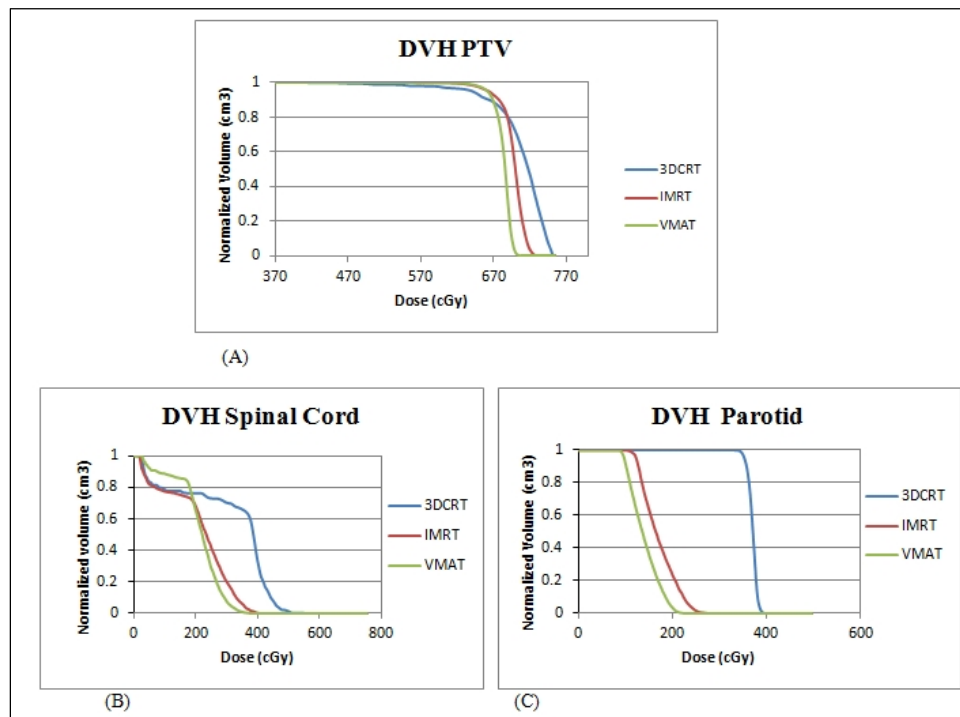 DVH PTV
Normalized Volume (cm3)
1
0.8
0.6
0.4
0.2
0
370 470 570 670 770
Dose (cGy)
3DCRT
IMRT
VMAT
(A)
DVH Spinal Cord
Normalized volume (cm3)
1
0.8
0.6
0.4
0.2
0
0 200 400 600 800
Dose (cGy)
3DCRT
IMRT
VMAT
(B)
DVH Parotid
Normalized Volume (cm3)
1
0.8
0.6
0.4
0.2
0
0 200 400 600
Dose (cGy)
3DCRT
IMRT
VMAT
(C)